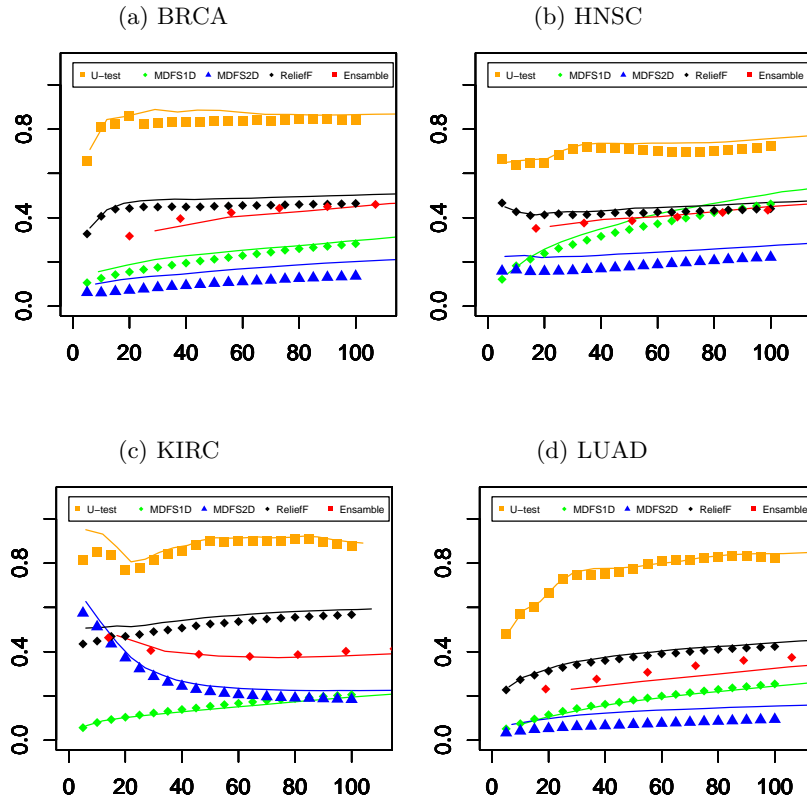 (a) BRCA
U-test MDFS1D MDFS2D ReliefF Ensamble
0.0 0.4 0.8
0 20 40 60 80 100
(b) HNSC
U-test MDFS1D MDFS2D ReliefF Ensamble
0.0 0.4 0.8
0 20 40 60 80 100
(c) KIRC
U-test MDFS1D MDFS2D ReliefF Ensamble
0.0 0.4 0.8
0 20 40 60 80 100
(d) LUAD
U-test MDFS1D MDFS2D ReliefF Ensamble
0.0 0.4 0.8
0 20 40 60 80 100